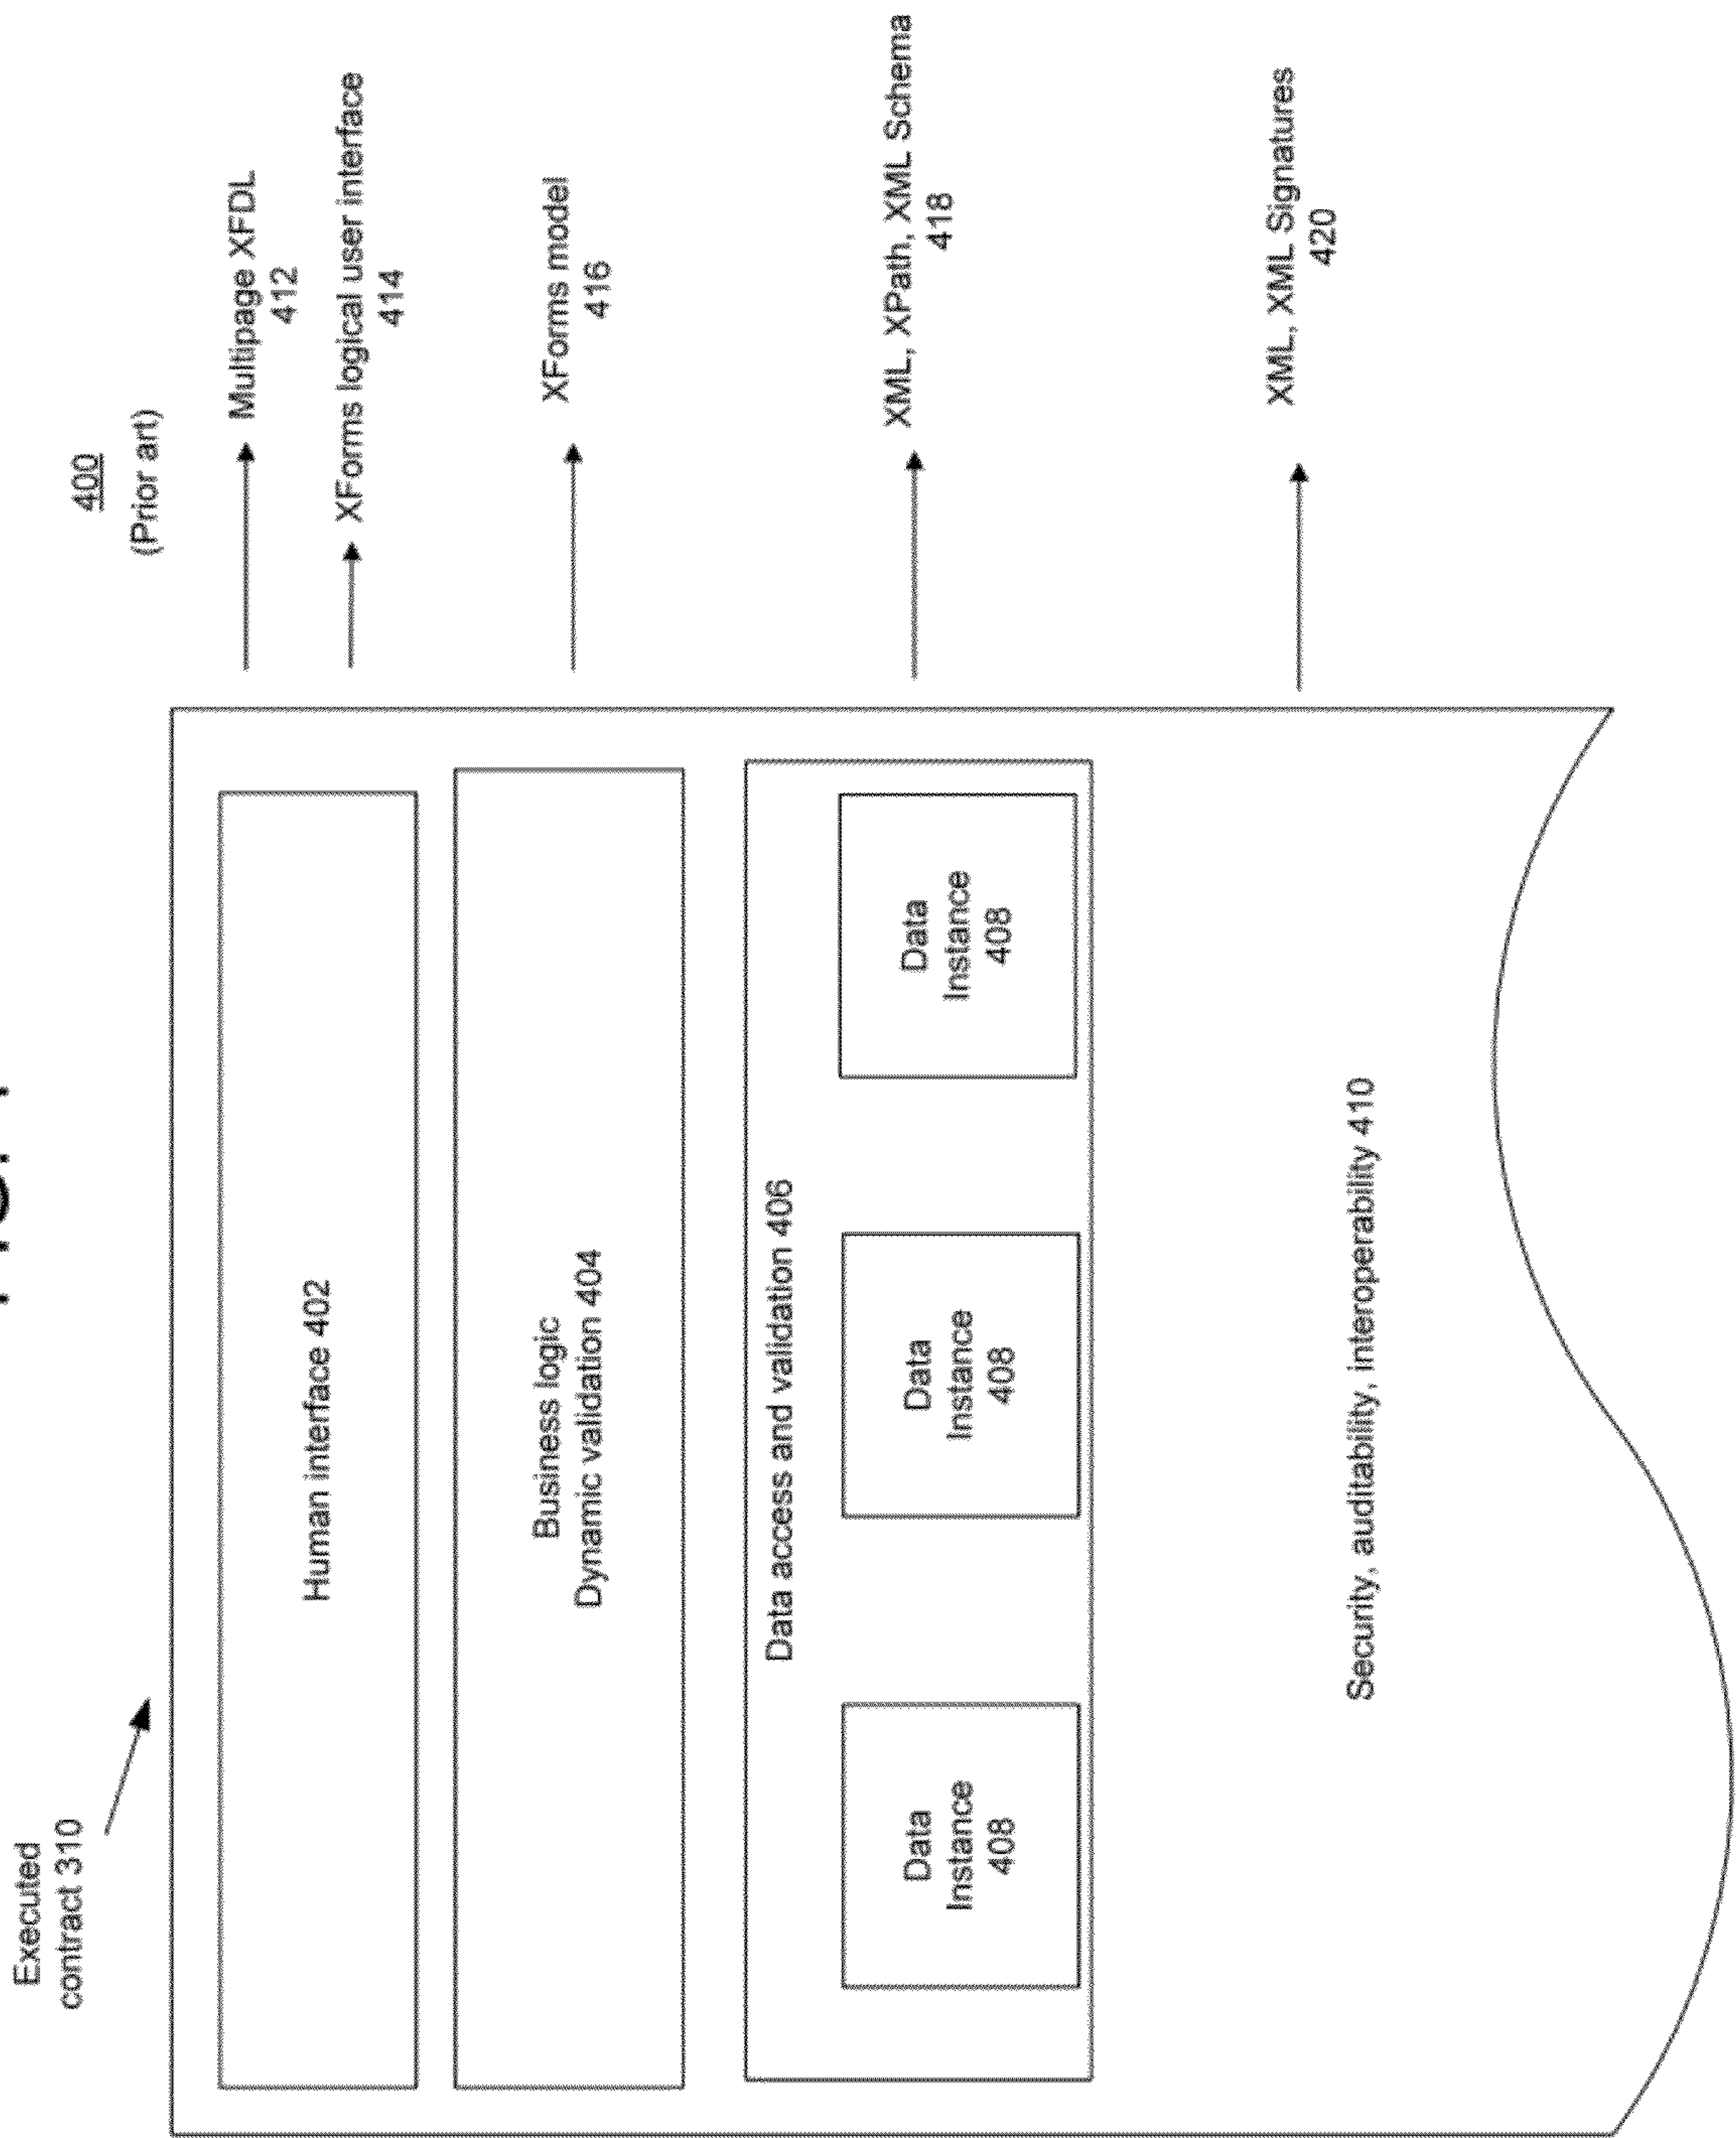 400
(Prior art)
Executed
contract 310
Human interface 402
Multipage XFDL
412
XForms logical user interface
414
Business logic
Dynamic validation 404
XForms model
416
Data access and validation 406
Data
Instance
408
Data
Instance
408
Data
Instance
408
XML, XPath, XML Schema
418
Security, auditability, interoperability 410
XML, XML Signatures
420